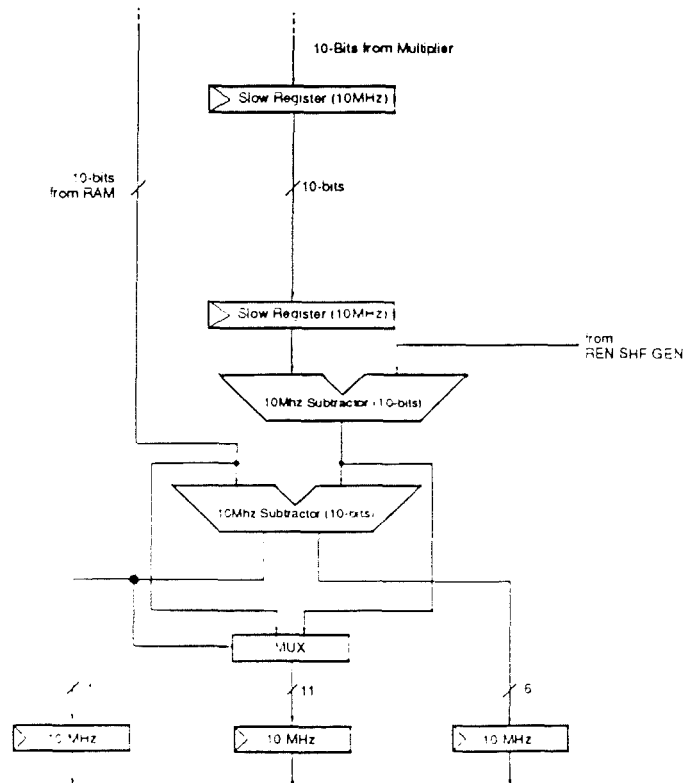 10-Bits from Multiplier
Slow Register (10MHz)
10-bits
from RAM
10-bits
Slow Register (10MHz)
from
REN SHF GEN
10Mhz Subtractor (10-bits)
10Mhz Subtractor (10-bits)
MUX
11
6
10 MHz
10 MHz
10 MHz